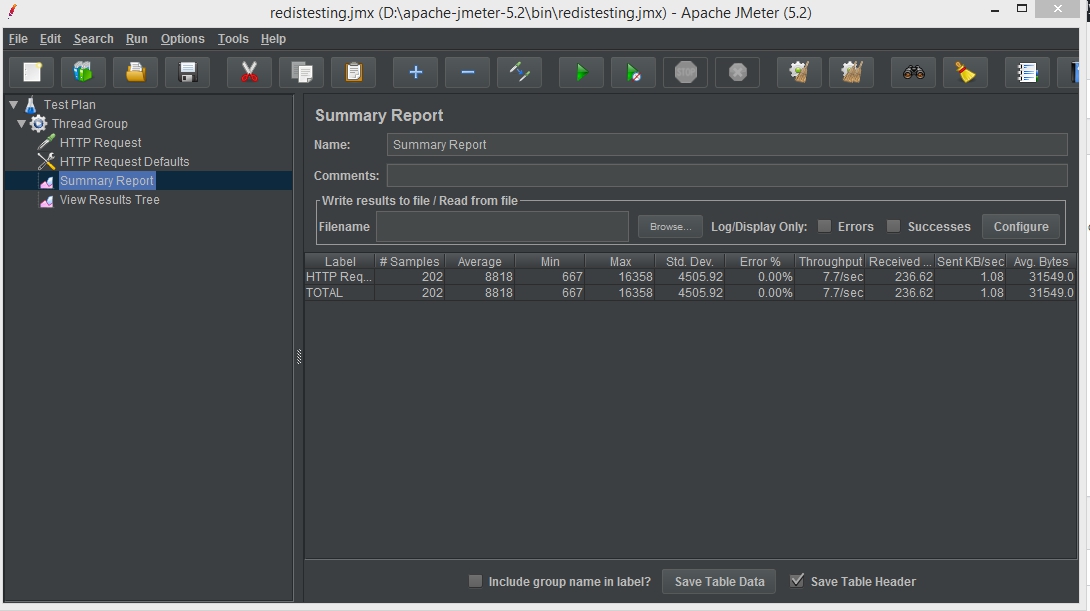 redistesting.jmx (D:\apache-jmeter-5.2\bin\redistesting.jmx) - Apache JMeter (5.2)
File Edit Search Run Options Tools Help
STOP
Test Plan
Thread Group
HTTP Request
HTTP Request Defaults
Summary Report
View Results Tree
Summary Report
Name: Summary Report
Comments:
Write results to file / Read from file
Filename Browse... Log/Display Only: Errors Successes Configure
Label # Samples Average Min Max Std. Dev. Error % Throughput Received ... Sent KB/sec Avg. Bytes
HTTP Req... 202 8818 667 16358 4505.92 0.00% 7.7/sec 236.62 1.08 31549.0
TOTAL 202 8818 667 16358 4505.92 0.00% 7.7/sec 236.62 1.08 31549.0
Include group name in label? Save Table Data Save Table Header